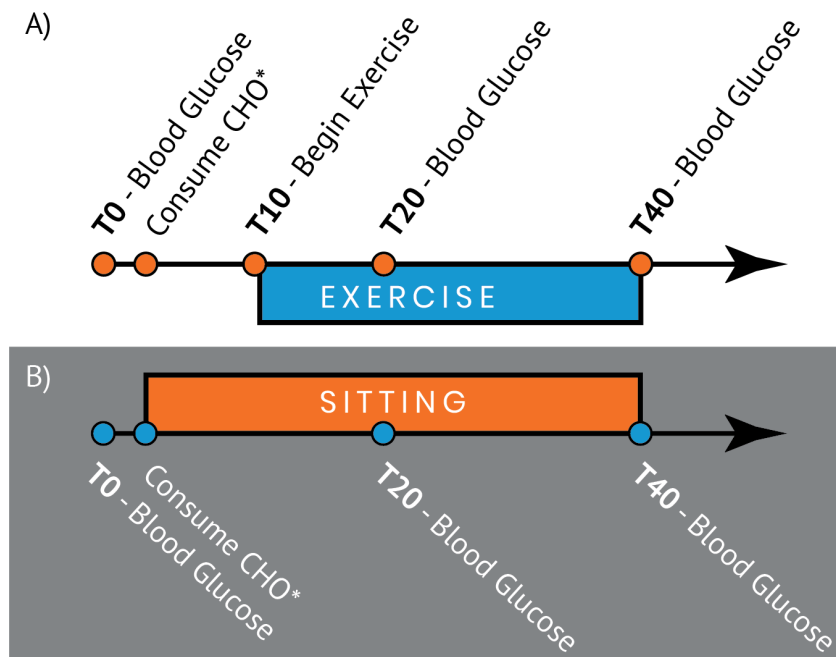 A)
T0 - Blood Glucose
Consume CHO*
T10 - Begin Exercise
T20 - Blood Glucose
T40 - Blood Glucose
EXERCISE
B)
SITTING
T0 - Blood Glucose
Consume CHO*
T20 - Blood Glucose
T40 - Blood Glucose